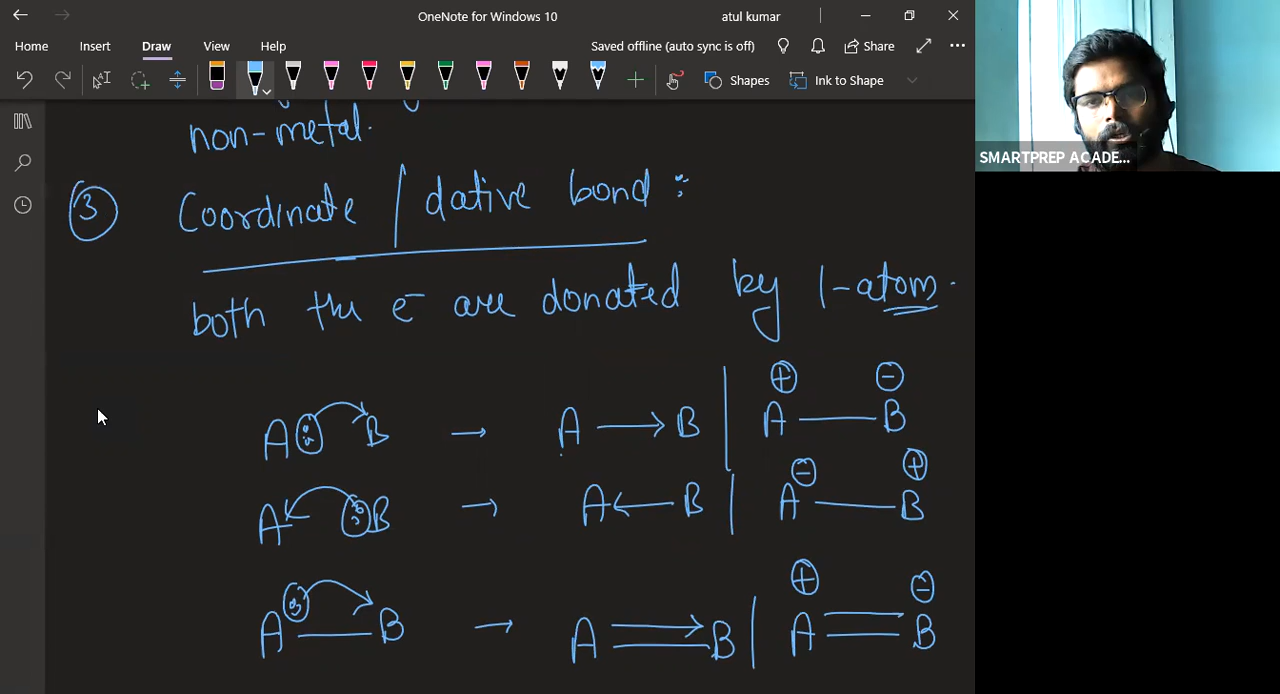 OneNote for Windows 10
atul kumar
Home Insert Draw View Help
Saved offline (auto sync is off)
Share
Shapes
Ink to Shape
SMARTPREP ACADE...
non-metal.
③ Coordinate / dative bond :
both the e⁻ are donated by 1-atom.
A : B → A → B | A⊕ — B⊖
A : B → A ← B | A⊖ — B⊕
A : — B → A ⇒ B | A⊕ = B⊖